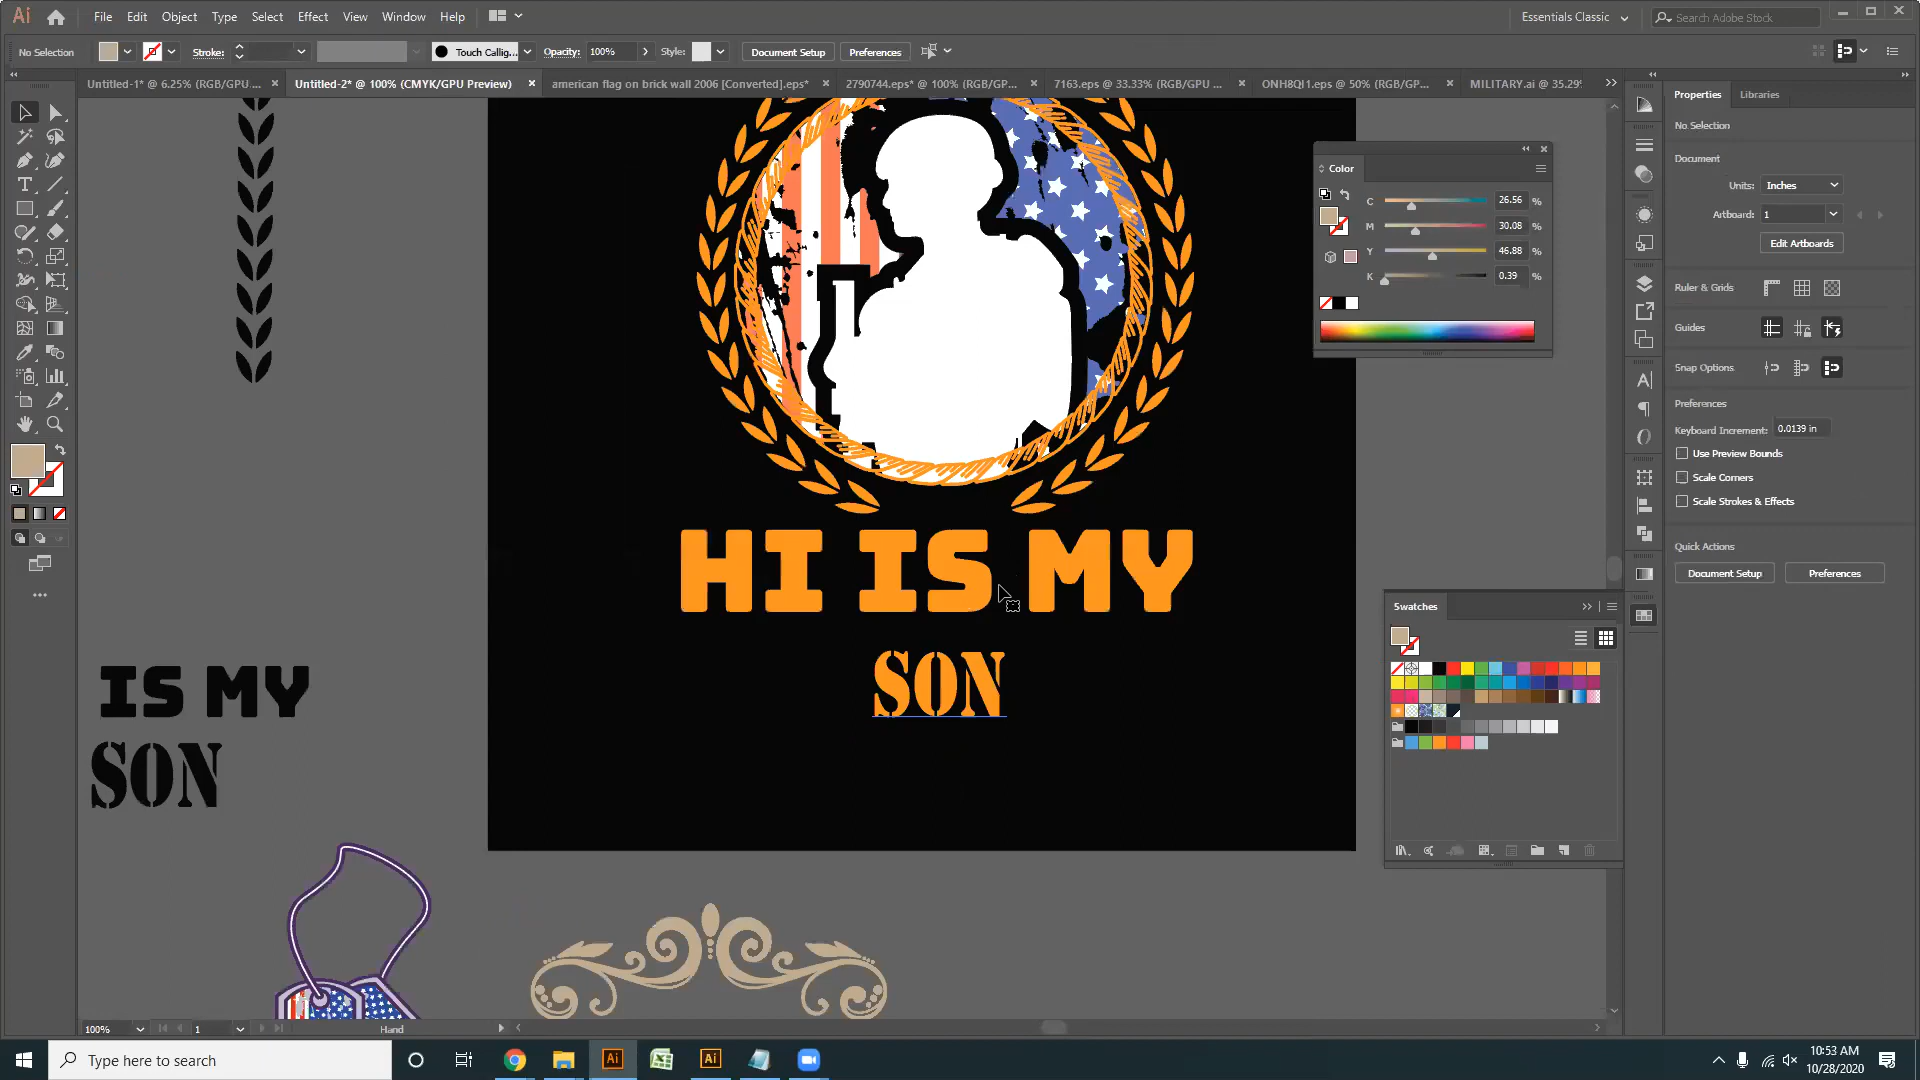 Ai File Edit Object Type Select Effect View Window Help Essentials Classic Search Adobe Stock
No Selection Stroke: Touch Callig... Opacity: 100% Style: Document Setup Preferences
Untitled-1* @ 6.25% (RGB/GPU... × Untitled-2* @ 100% (CMYK/GPU Preview) × american flag on brick wall 2006 [Converted].eps* × 2790744.eps* @ 100% (RGB/GP... × 7163.eps @ 33.33% (RGB/GPU ... × ONH8QI1.eps @ 50% (RGB/GP... × MILITARY.ai @ 35.29%
Properties Libraries
No Selection
Document
Units: Inches
Artboard: 1
Edit Artboards
Ruler & Grids
Guides
Snap Options
Preferences
Keyboard Increment: 0.0139 in
Use Preview Bounds
Scale Corners
Scale Strokes & Effects
Quick Actions
Document Setup Preferences
Color
C 26.56 %
M 30.08 %
Y 46.88 %
K 0.39 %
Swatches
HI IS MY
SON
IS MY
SON
100% 1 Hand
Type here to search
10:53 AM
10/28/2020